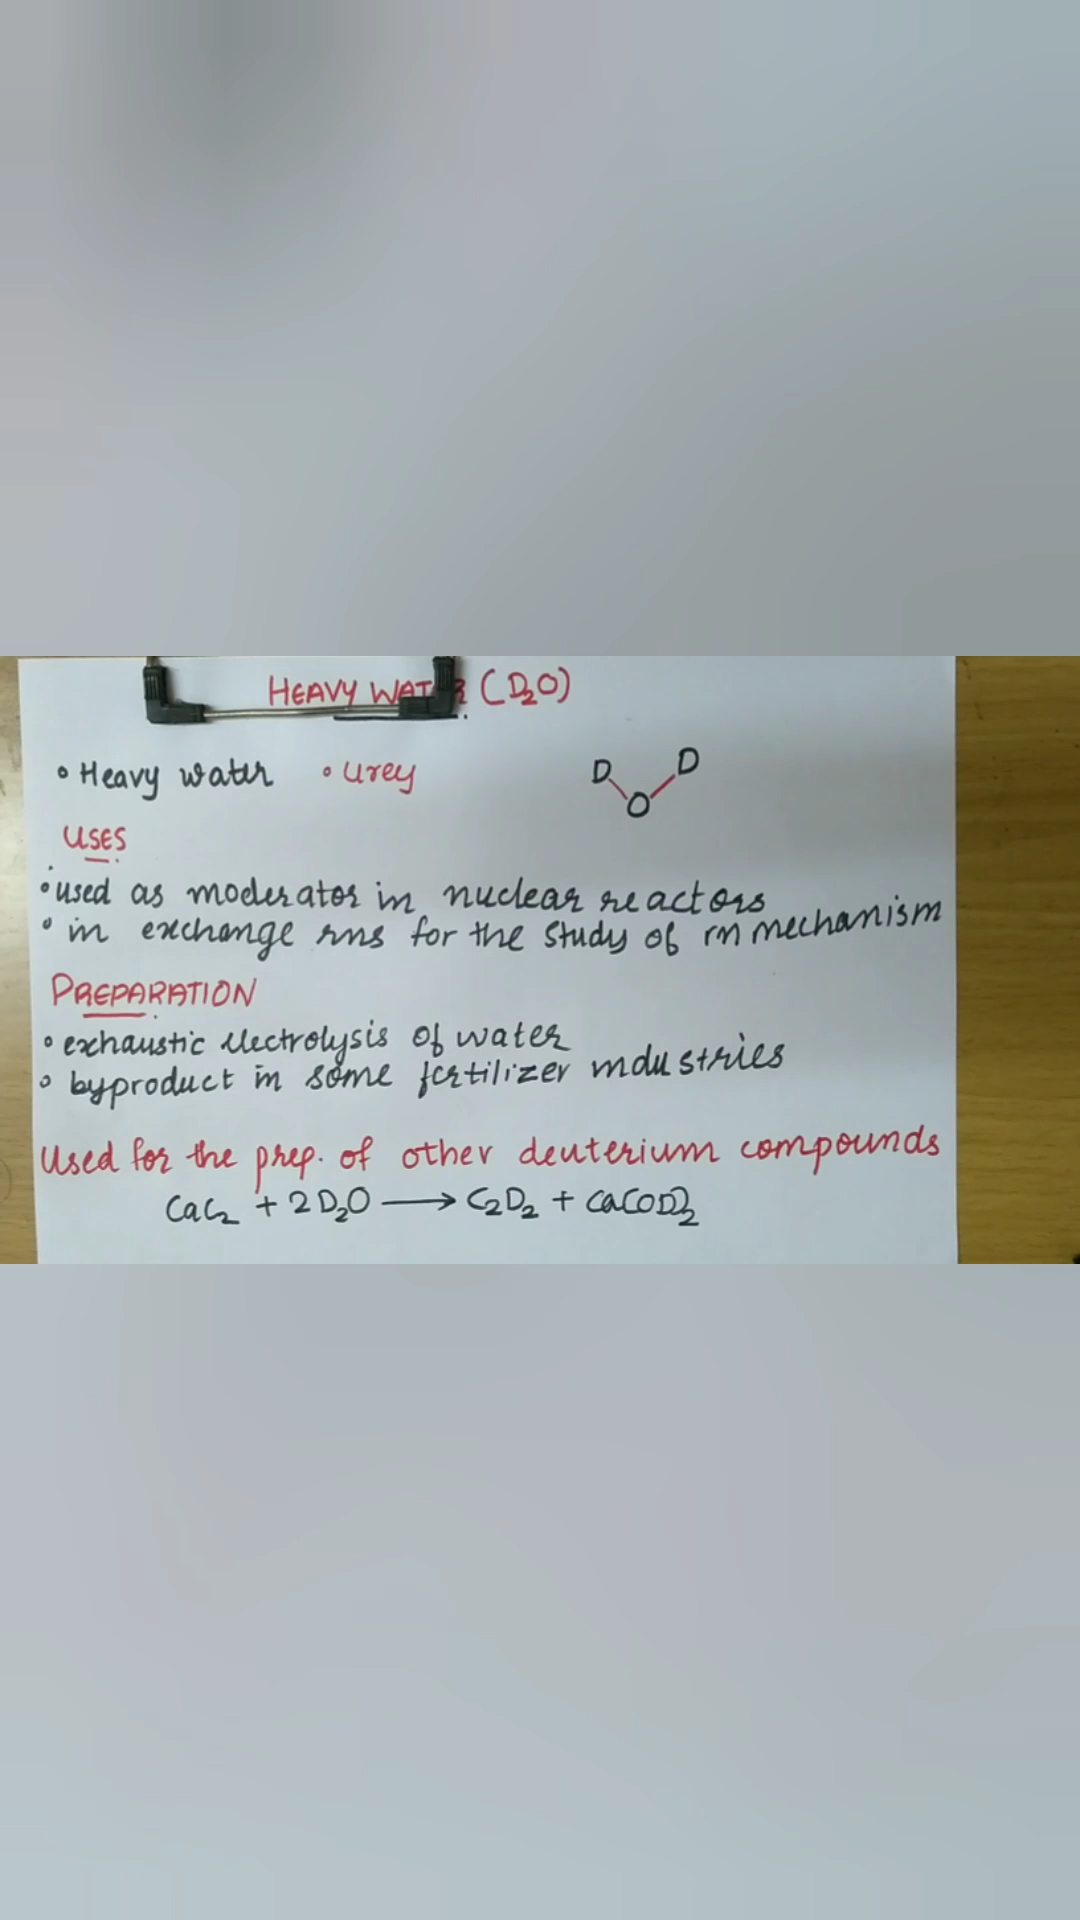 HEAVY WATER (D₂O)
• Heavy water • Urey
D D
O
USES
• used as moderator in nuclear reactors
• in exchange rns for the study of rn mechanism
PREPARATION
• exhaustic electrolysis of water
• byproduct in some fertilizer industries
Used for the prep. of other deuterium compounds
CaC₂ + 2D₂O → C₂D₂ + Ca(OD)₂